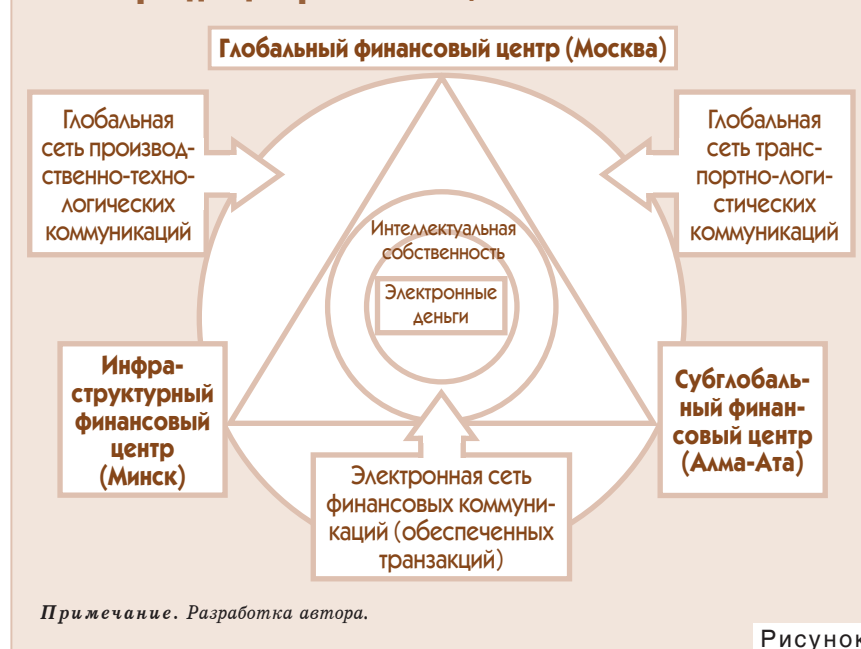 Глобальный финансовый центр (Москва)
Глобальная
сеть производ-
ственно-техно-
логических
коммуникаций
Глобальная
сеть транс-
портно-логи-
стических
коммуникаций
Интеллектуальная
собственность
Электронные
деньги
Инфра-
структурный
финансовый
центр
(Минск)
Субглобаль-
ный финан-
совый центр
(Алма-Ата)
Электронная сеть
финансовых коммуни-
каций (обеспеченных
транзакций)
Примечание. Разработка автора.
Рисунок